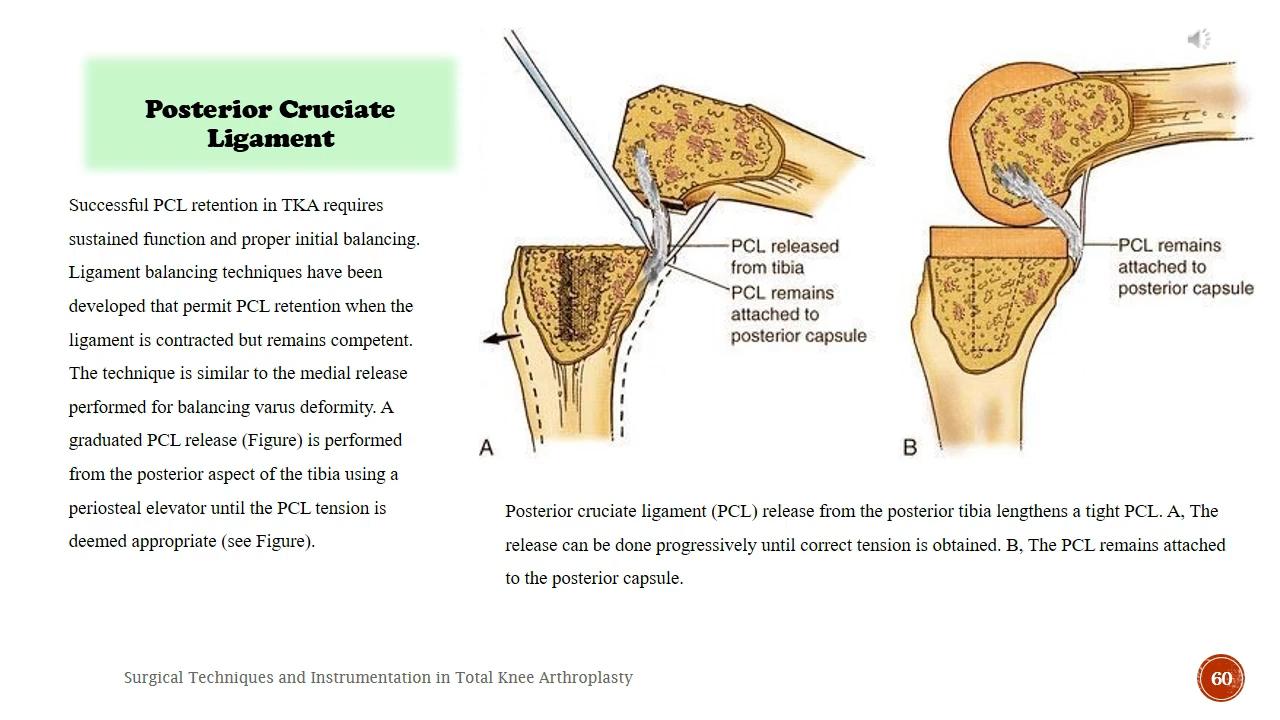 Posterior Cruciate
Ligament
Successful PCL retention in TKA requires
sustained function and proper initial balancing.
Ligament balancing techniques have been
developed that permit PCL retention when the
ligament is contracted but remains competent.
The technique is similar to the medial release
performed for balancing varus deformity. A
graduated PCL release (Figure) is performed
from the posterior aspect of the tibia using a
periosteal elevator until the PCL tension is
deemed appropriate (see Figure).
PCL released
from tibia
PCL remains
attached to
posterior capsule
A
PCL remains
attached to
posterior capsule
B
Posterior cruciate ligament (PCL) release from the posterior tibia lengthens a tight PCL. A, The
release can be done progressively until correct tension is obtained. B, The PCL remains attached
to the posterior capsule.
Surgical Techniques and Instrumentation in Total Knee Arthroplasty
60